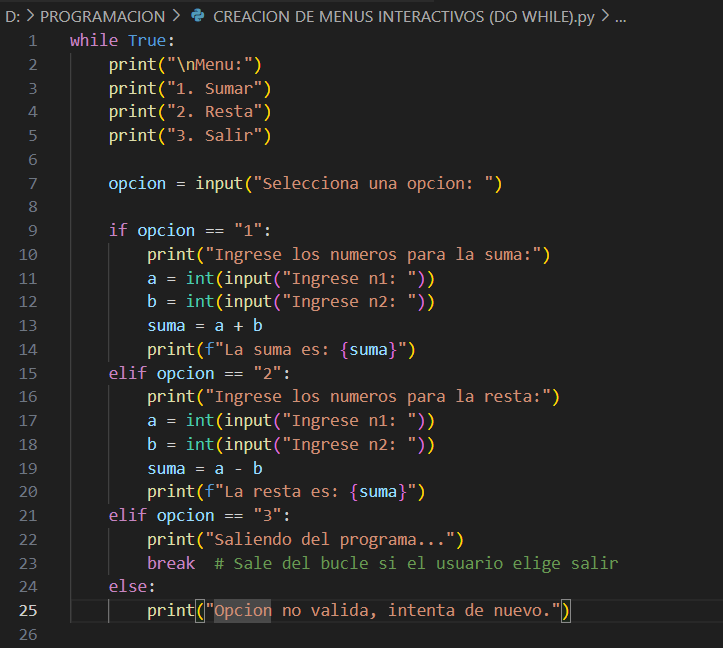 D: > PROGRAMACION > CREACION DE MENUS INTERACTIVOS (DO WHILE).py > ...
1 while True:
2     print("\nMenu:")
3     print("1. Sumar")
4     print("2. Resta")
5     print("3. Salir")
6
7     opcion = input("Selecciona una opcion: ")
8
9     if opcion == "1":
10         print("Ingrese los numeros para la suma:")
11         a = int(input("Ingrese n1: "))
12         b = int(input("Ingrese n2: "))
13         suma = a + b
14         print(f"La suma es: {suma}")
15     elif opcion == "2":
16         print("Ingrese los numeros para la resta:")
17         a = int(input("Ingrese n1: "))
18         b = int(input("Ingrese n2: "))
19         suma = a - b
20         print(f"La resta es: {suma}")
21     elif opcion == "3":
22         print("Saliendo del programa...")
23         break  # Sale del bucle si el usuario elige salir
24     else:
25         print("Opcion no valida, intenta de nuevo.")
26